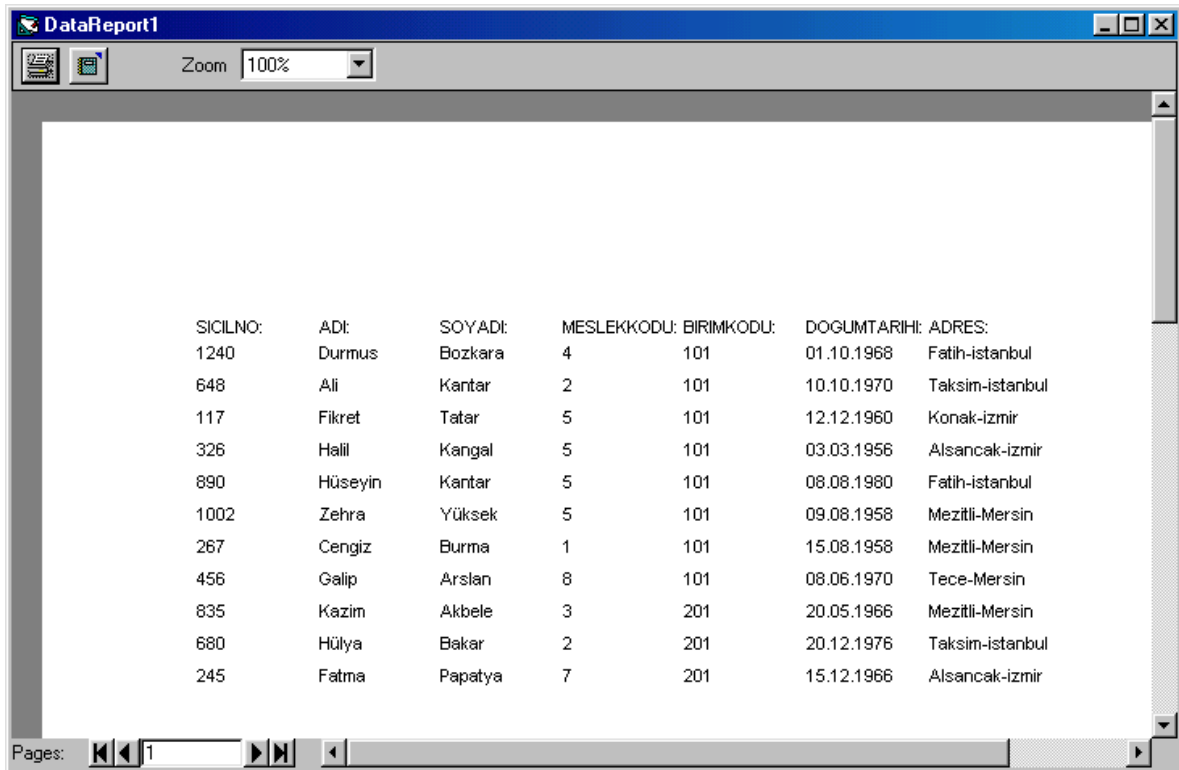 DataReport1
Zoom 100%
SICILNO: ADI: SOYADI: MESLEKKODU: BIRIMKODU: DOGUMTARIHI: ADRES:
1240 Durmus Bozkara 4 101 01.10.1968 Fatih-istanbul
648 Ali Kantar 2 101 10.10.1970 Taksim-istanbul
117 Fikret Tatar 5 101 12.12.1960 Konak-izmir
326 Halil Kangal 5 101 03.03.1956 Alsancak-izmir
890 Hüseyin Kantar 5 101 08.08.1980 Fatih-istanbul
1002 Zehra Yüksek 5 101 09.08.1958 Mezitli-Mersin
267 Cengiz Burma 1 101 15.08.1958 Mezitli-Mersin
456 Galip Arslan 8 101 08.06.1970 Tece-Mersin
835 Kazim Akbele 3 201 20.05.1966 Mezitli-Mersin
680 Hülya Bakar 2 201 20.12.1976 Taksim-istanbul
245 Fatma Papatya 7 201 15.12.1966 Alsancak-izmir
Pages: 1